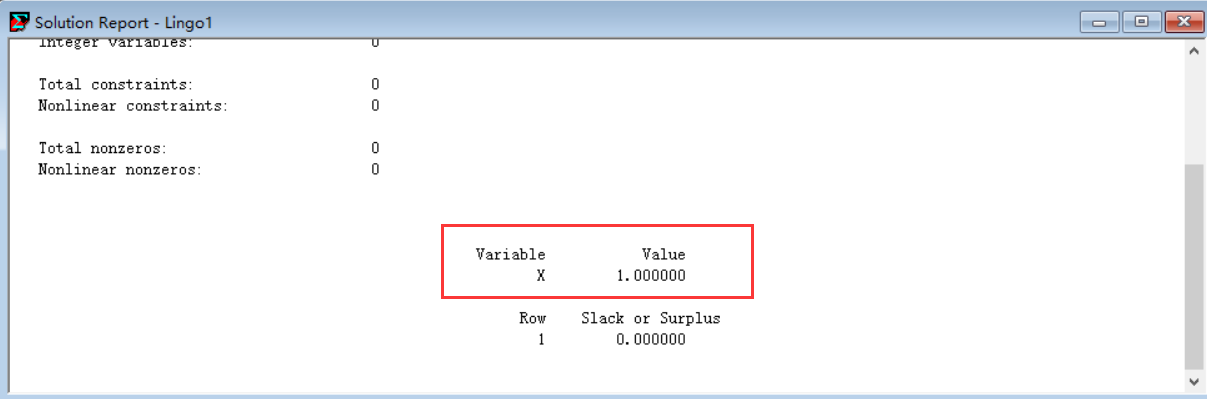 Solution Report - Lingo1
Integer variables: 0
Total constraints: 0
Nonlinear constraints: 0
Total nonzeros: 0
Nonlinear nonzeros: 0
Variable Value
X 1.000000
Row Slack or Surplus
1 0.000000